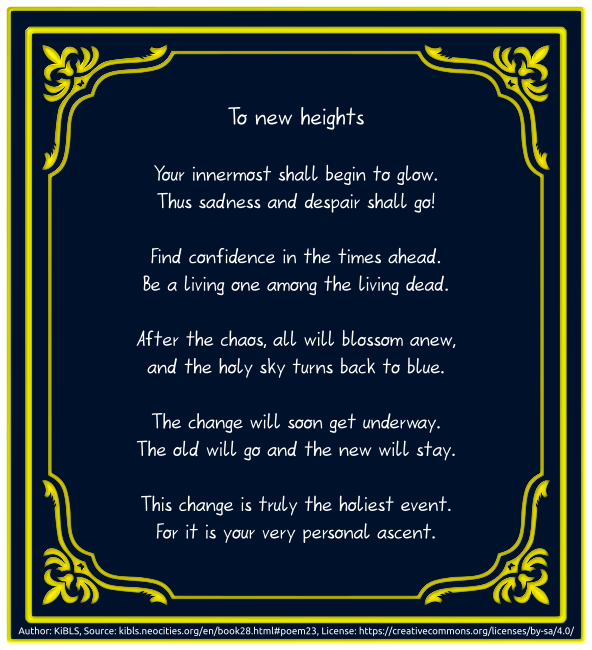 To new heights
Your innermost shall begin to glow.
Thus sadness and despair shall go!
Find confidence in the times ahead.
Be a living one among the living dead.
After the chaos, all will blossom anew,
and the holy sky turns back to blue.
The change will soon get underway.
The old will go and the new will stay.
This change is truly the holiest event.
For it is your very personal ascent.
Author: KiBLS, Source: kibls.neocities.org/en/book28.html#poem23, License: https://creativecommons.org/licenses/by-sa/4.0/